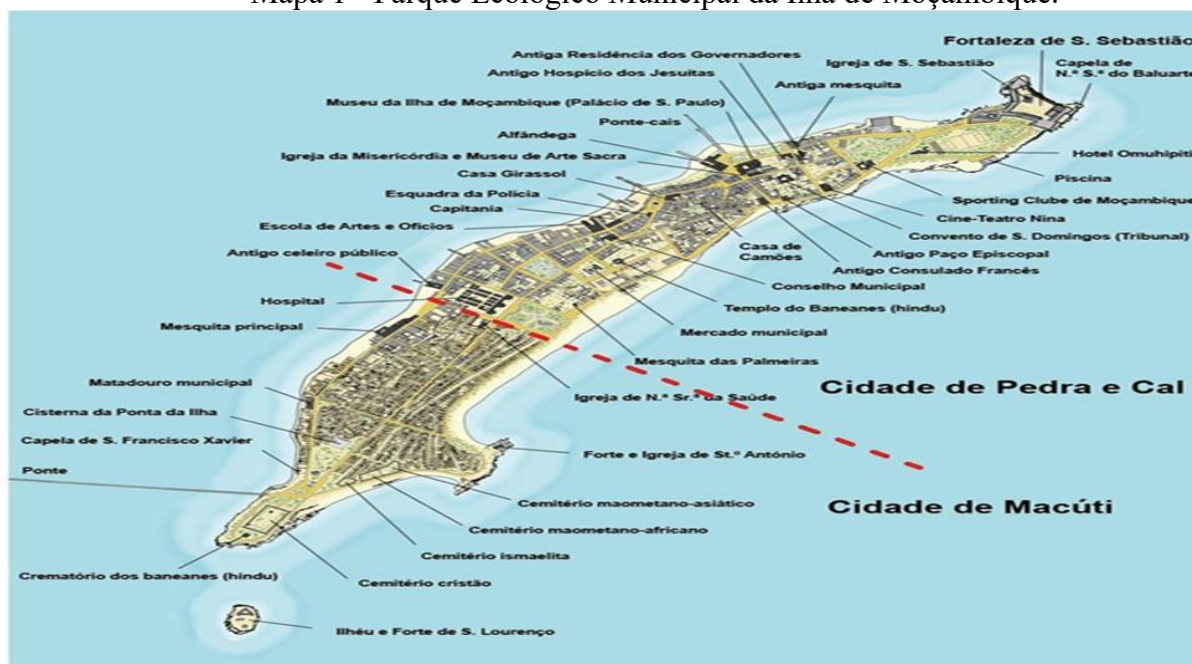 Mapa 1 - Parque Ecológico Municipal da Ilha de Moçambique.
Fortaleza de S. Sebastião
Antiga Residência dos Governadores
Igreja de S. Sebastião
Capela de
N.ª S.ª do Baluarte
Antigo Hospício dos Jesuítas
Antiga mesquita
Museu da Ilha de Moçambique (Palácio de S. Paulo)
Ponte-cais
Alfândega
Igreja da Misericórdia e Museu de Arte Sacra
Hotel Omuhipiti
Casa Girassol
Piscina
Esquadra da Polícia
Sporting Clube de Moçambique
Capitania
Cine-Teatro Nina
Escola de Artes e Ofícios
Convento de S. Domingos (Tribunal)
Antigo celeiro público
Casa de
Camões
Antigo Paço Episcopal
Antigo Consulado Francês
Conselho Municipal
Hospital
Templo do Baneanes (hindu)
Mesquita principal
Mercado municipal
Mesquita das Palmeiras
Matadouro municipal
Cidade de Pedra e Cal
Igreja de N.ª Sr.ª da Saúde
Cisterna da Ponta da Ilha
Capela de S. Francisco Xavier
Forte e Igreja de St.º António
Ponte
Cemitério maometano-asiático
Cidade de Macúti
Cemitério maometano-africano
Cemitério ismaelita
Crematório dos baneanes (hindu)
Cemitério cristão
Ilhéu e Forte de S. Lourenço